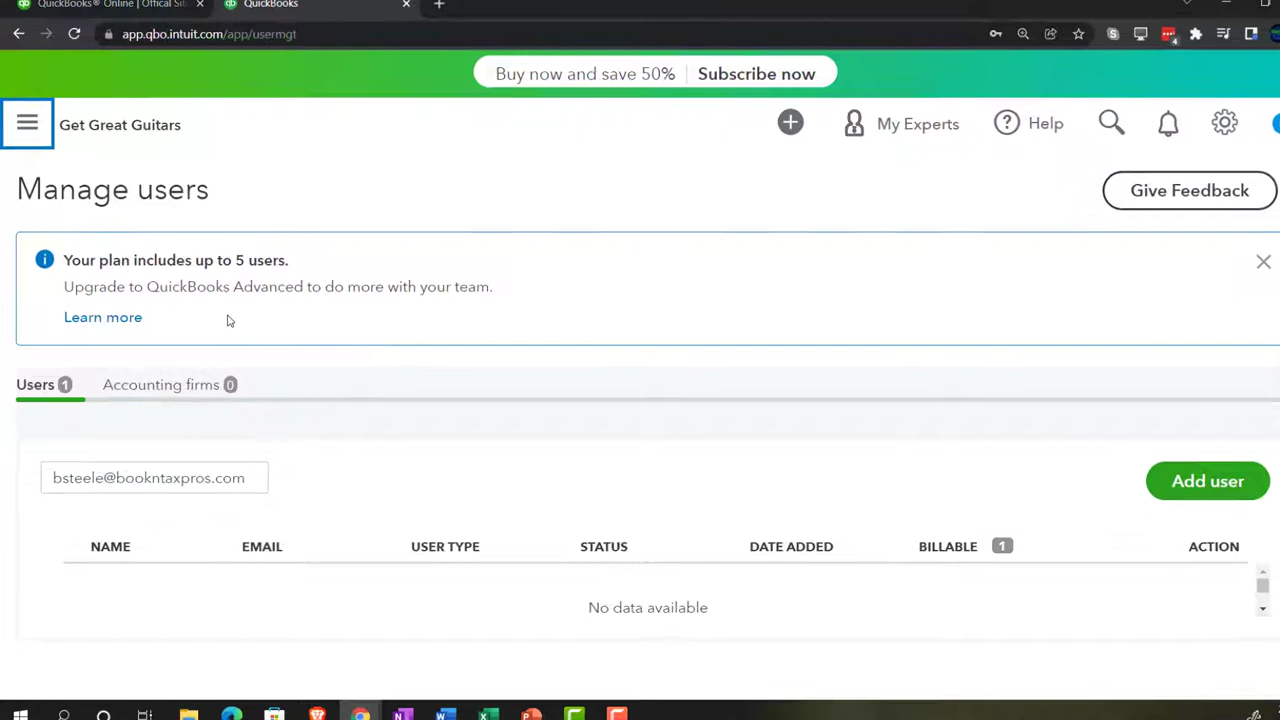 QuickBooks® Online | Offical Sit
QuickBooks
app.qbo.intuit.com/app/usermgt
4
Buy now and save 50% Subscribe now
Get Great Guitars
My Experts
Help
Manage users
Give Feedback
Your plan includes up to 5 users.
Upgrade to QuickBooks Advanced to do more with your team.
Learn more
Users 1
Accounting firms 0
bsteele@bookntaxpros.com
Add user
NAME EMAIL USER TYPE STATUS DATE ADDED BILLABLE 1 ACTION
No data available